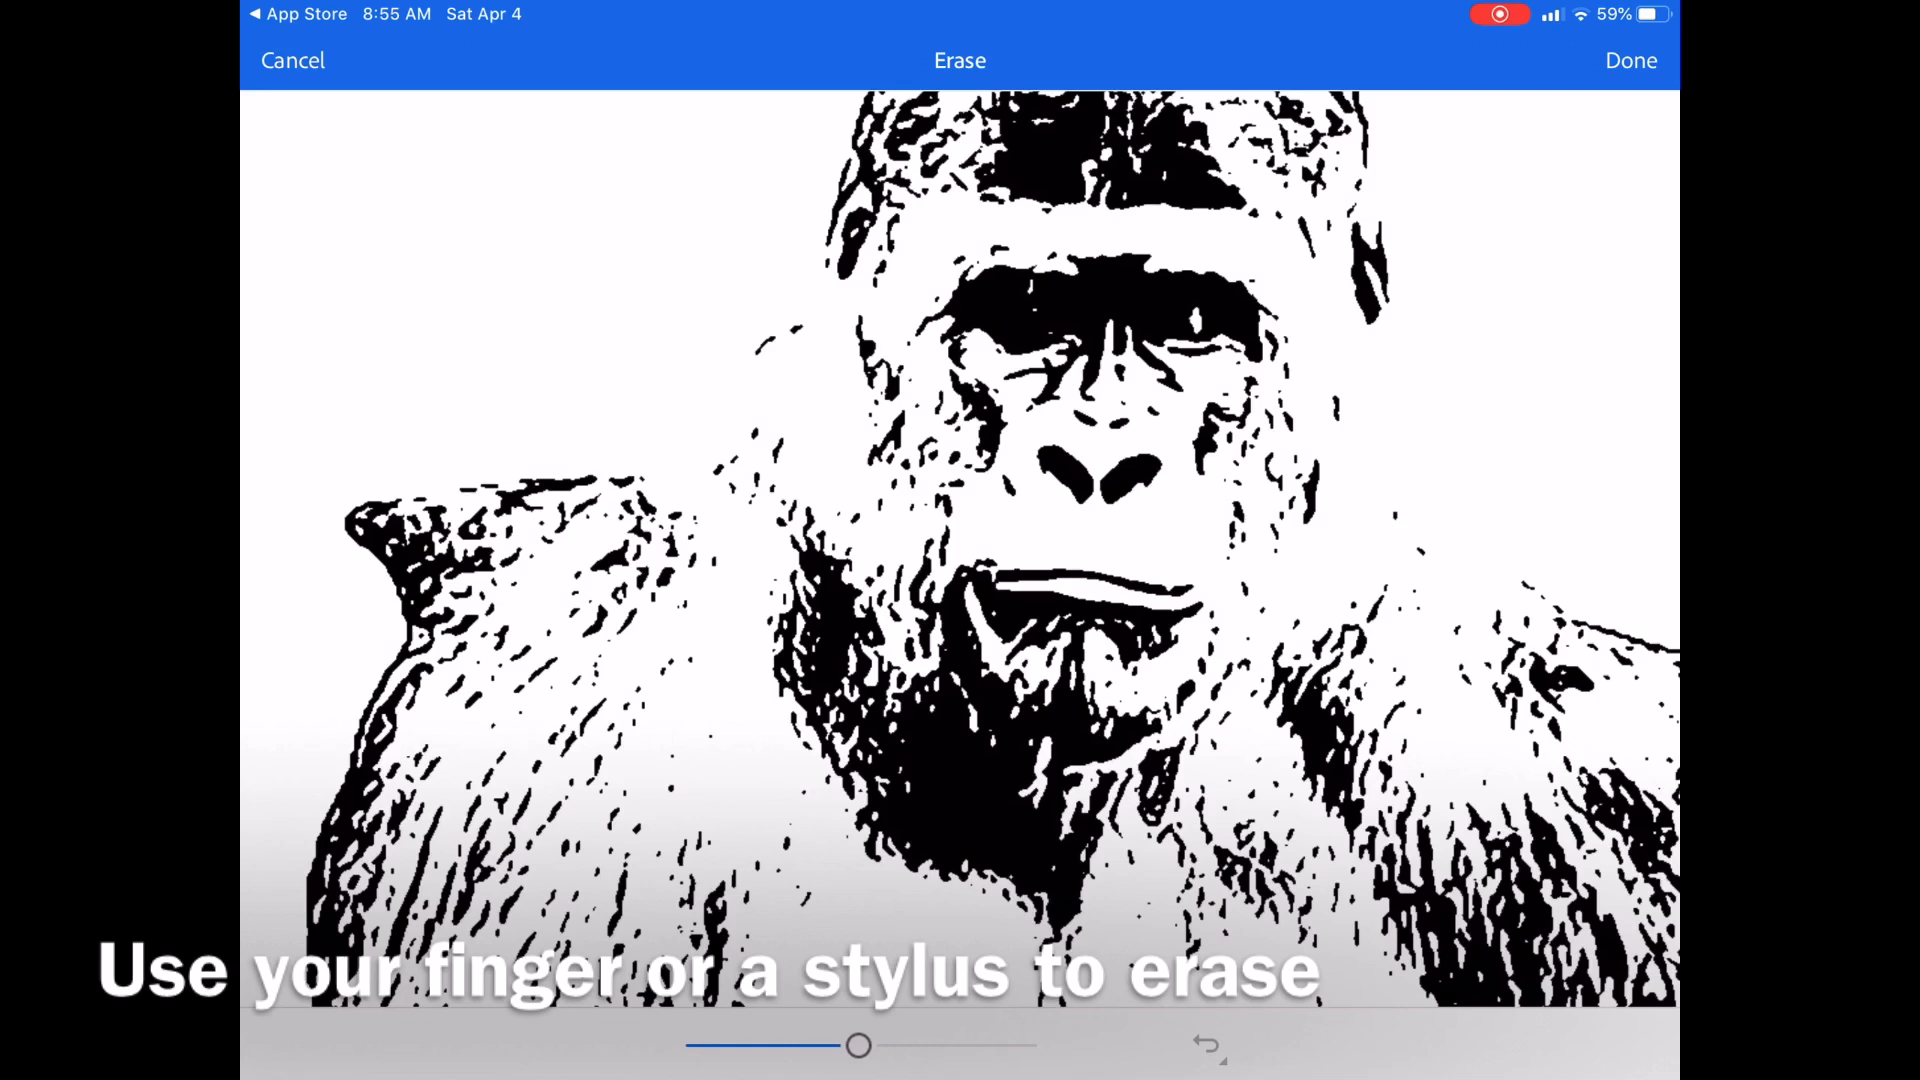 App Store 8:55 AM Sat Apr 4 59%
Cancel Erase Done
Use your finger or a stylus to erase